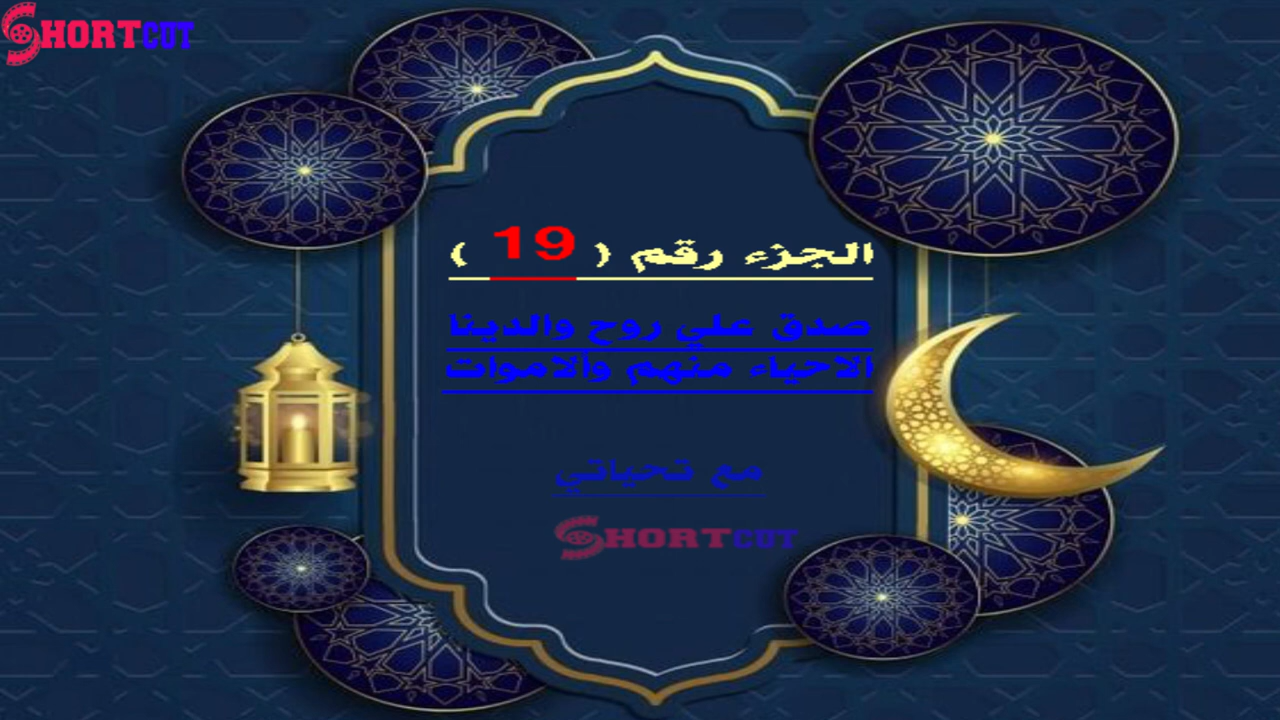 SHORTCUT
الجزء رقم ( 19 )
صدق علي روح والدينا
الاحياء منهم والاموات
مع تحياتي
SHORTCUT